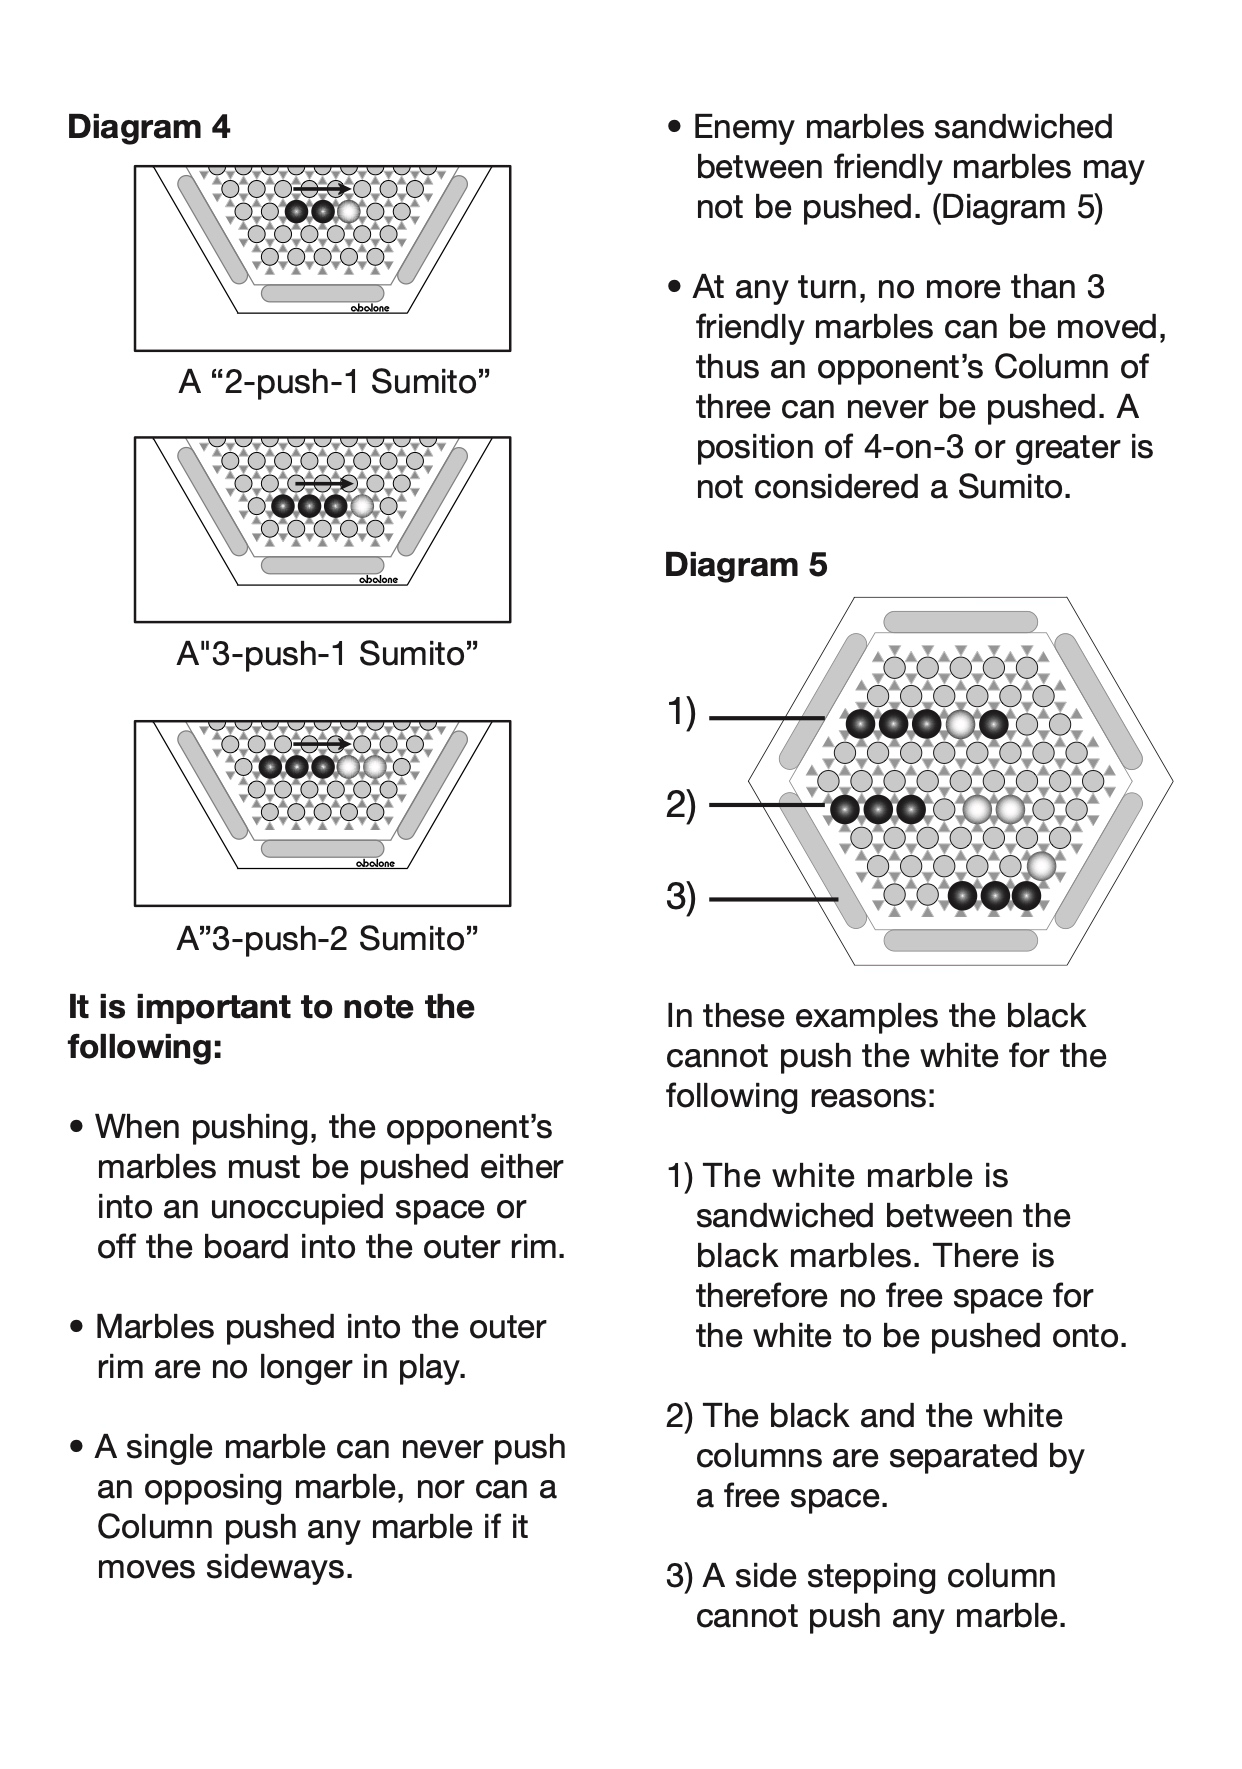 Diagram 4
abalone
A “2-push-1 Sumito”
abalone
A"3-push-1 Sumito”
abalone
A”3-push-2 Sumito”
It is important to note the
following:
• When pushing, the opponent’s
marbles must be pushed either
into an unoccupied space or
off the board into the outer rim.
• Marbles pushed into the outer
rim are no longer in play.
• A single marble can never push
an opposing marble, nor can a
Column push any marble if it
moves sideways.
• Enemy marbles sandwiched
between friendly marbles may
not be pushed. (Diagram 5)
• At any turn, no more than 3
friendly marbles can be moved,
thus an opponent’s Column of
three can never be pushed. A
position of 4-on-3 or greater is
not considered a Sumito.
Diagram 5
1)
2)
3)
In these examples the black
cannot push the white for the
following reasons:
1) The white marble is
sandwiched between the
black marbles. There is
therefore no free space for
the white to be pushed onto.
2) The black and the white
columns are separated by
a free space.
3) A side stepping column
cannot push any marble.